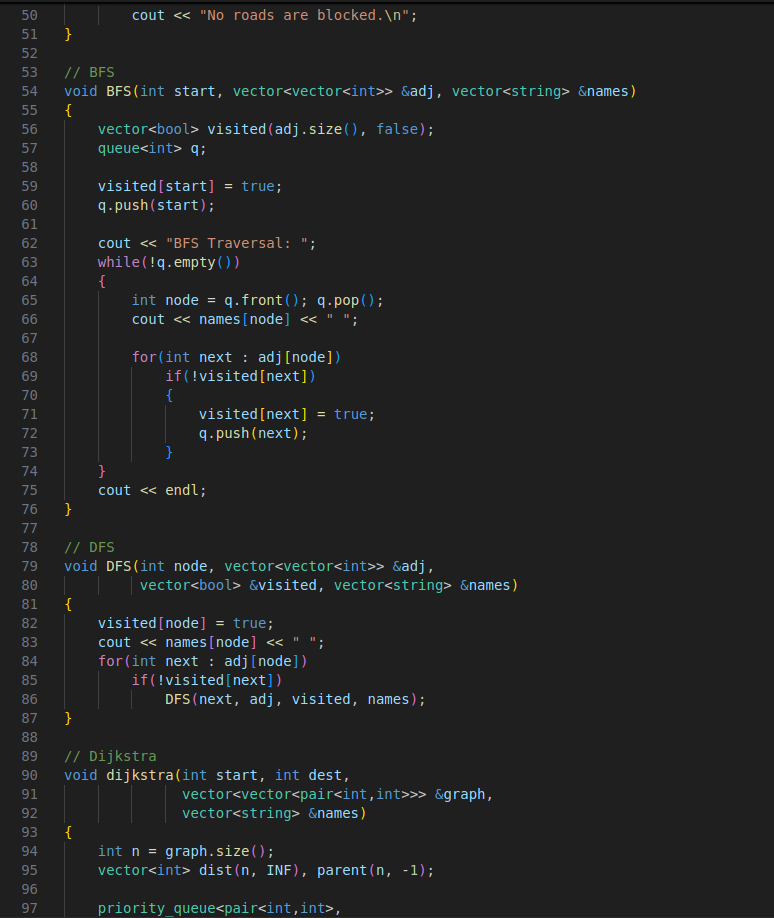 50         cout << "No roads are blocked.\n";
51 }
52
53 // BFS
54 void BFS(int start, vector<vector<int>> &adj, vector<string> &names)
55 {
56     vector<bool> visited(adj.size(), false);
57     queue<int> q;
58
59     visited[start] = true;
60     q.push(start);
61
62     cout << "BFS Traversal: ";
63     while(!q.empty())
64     {
65         int node = q.front(); q.pop();
66         cout << names[node] << " ";
67
68         for(int next : adj[node])
69             if(!visited[next])
70             {
71                 visited[next] = true;
72                 q.push(next);
73             }
74     }
75     cout << endl;
76 }
77
78 // DFS
79 void DFS(int node, vector<vector<int>> &adj,
80          vector<bool> &visited, vector<string> &names)
81 {
82     visited[node] = true;
83     cout << names[node] << " ";
84     for(int next : adj[node])
85         if(!visited[next])
86             DFS(next, adj, visited, names);
87 }
88
89 // Dijkstra
90 void dijkstra(int start, int dest,
91               vector<vector<pair<int,int>>> &graph,
92               vector<string> &names)
93 {
94     int n = graph.size();
95     vector<int> dist(n, INF), parent(n, -1);
96
97     priority_queue<pair<int,int>,